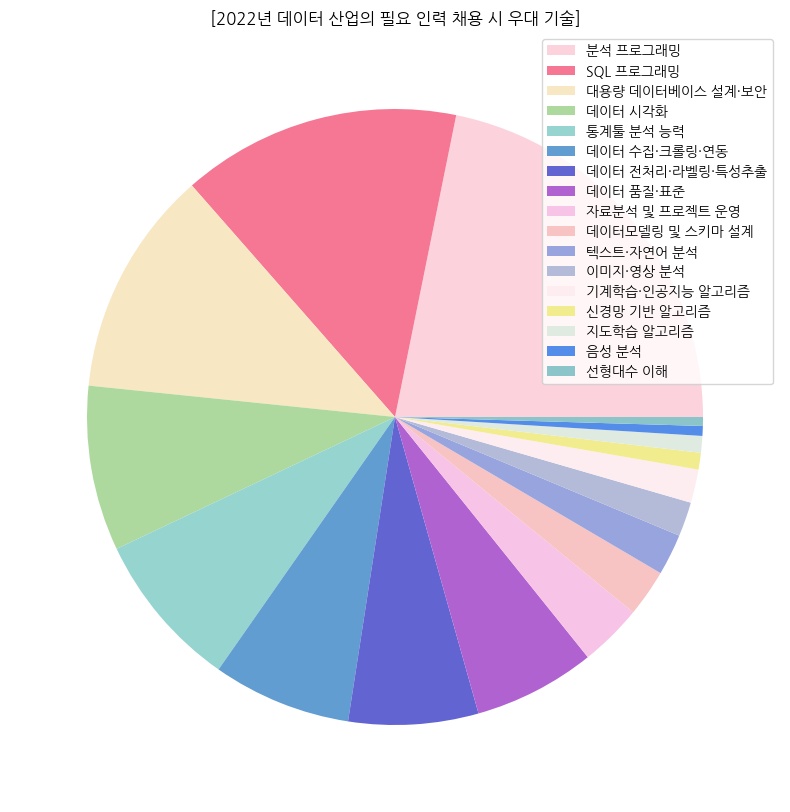 [2022년 데이터 산업의 필요 인력 채용 시 우대 기술]
분석 프로그래밍
SQL 프로그래밍
대용량 데이터베이스 설계·보안
데이터 시각화
통계툴 분석 능력
데이터 수집·크롤링·연동
데이터 전처리·라벨링·특성추출
데이터 품질·표준
자료분석 및 프로젝트 운영
데이터모델링 및 스키마 설계
텍스트·자연어 분석
이미지·영상 분석
기계학습·인공지능 알고리즘
신경망 기반 알고리즘
지도학습 알고리즘
음성 분석
선형대수 이해